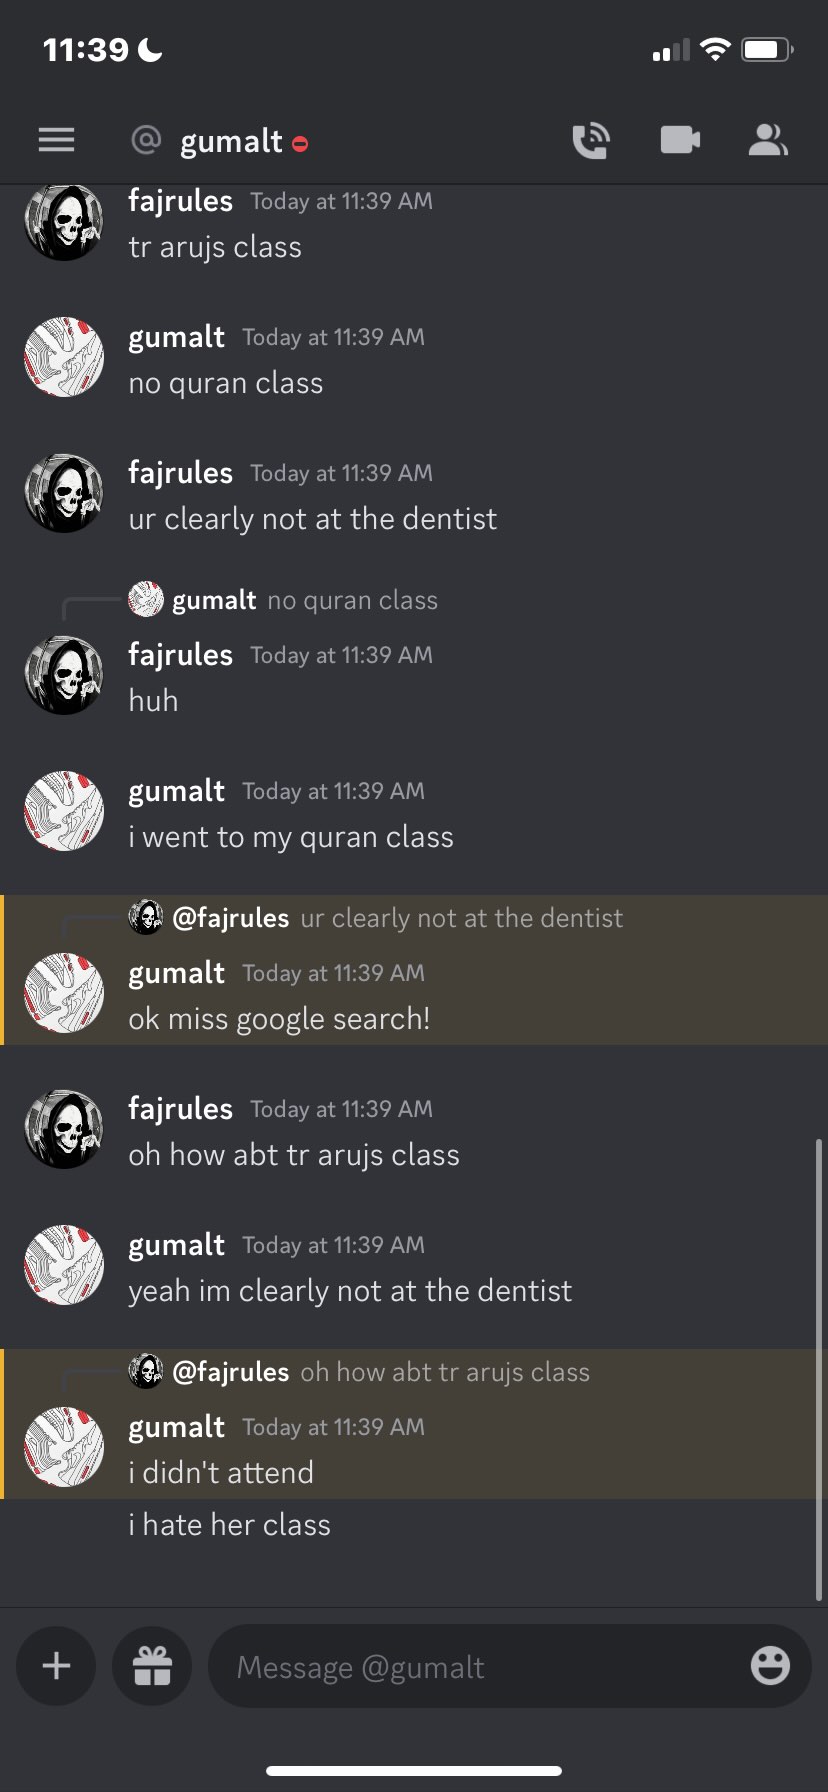 11:39
@ gumalt
fajrules Today at 11:39 AM
tr arujs class
gumalt Today at 11:39 AM
no quran class
fajrules Today at 11:39 AM
ur clearly not at the dentist
gumalt no quran class
fajrules Today at 11:39 AM
huh
gumalt Today at 11:39 AM
i went to my quran class
@fajrules ur clearly not at the dentist
gumalt Today at 11:39 AM
ok miss google search!
fajrules Today at 11:39 AM
oh how abt tr arujs class
gumalt Today at 11:39 AM
yeah im clearly not at the dentist
@fajrules oh how abt tr arujs class
gumalt Today at 11:39 AM
i didn't attend
i hate her class
Message @gumalt